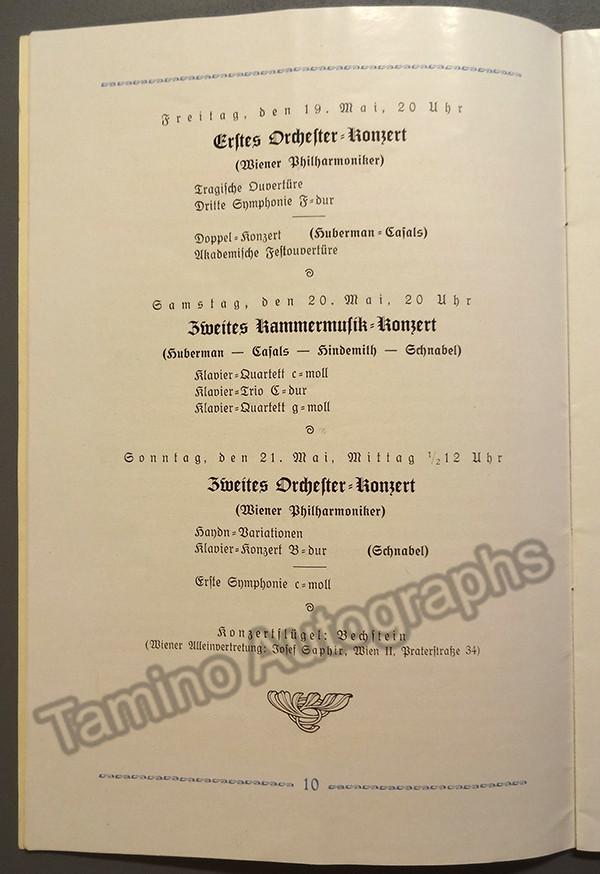 Freitag, den 19. Mai, 20 Uhr
Erstes Orchester-Konzert
(Wiener Philharmoniker)
Tragische Ouvertüre
Dritte Symphonie F-dur
Doppel-Konzert (Huberman-Casals)
Akademische Festouvertüre
Samstag, den 20. Mai, 20 Uhr
Zweites Kammermusik-Konzert
(Huberman — Casals — Hindemith — Schnabel)
Klavier-Quartett c-moll
Klavier-Trio C-dur
Klavier-Quartett g-moll
Sonntag, den 21. Mai, Mittag ½12 Uhr
Zweites Orchester-Konzert
(Wiener Philharmoniker)
Haydn-Variationen
Klavier-Konzert B-dur (Schnabel)
Erste Symphonie c-moll
Konzertflügel: Bechstein
(Wiener Alleinvertretung: Josef Saphir, Wien II, Praterstraße 34)
Tamino Autographs
10